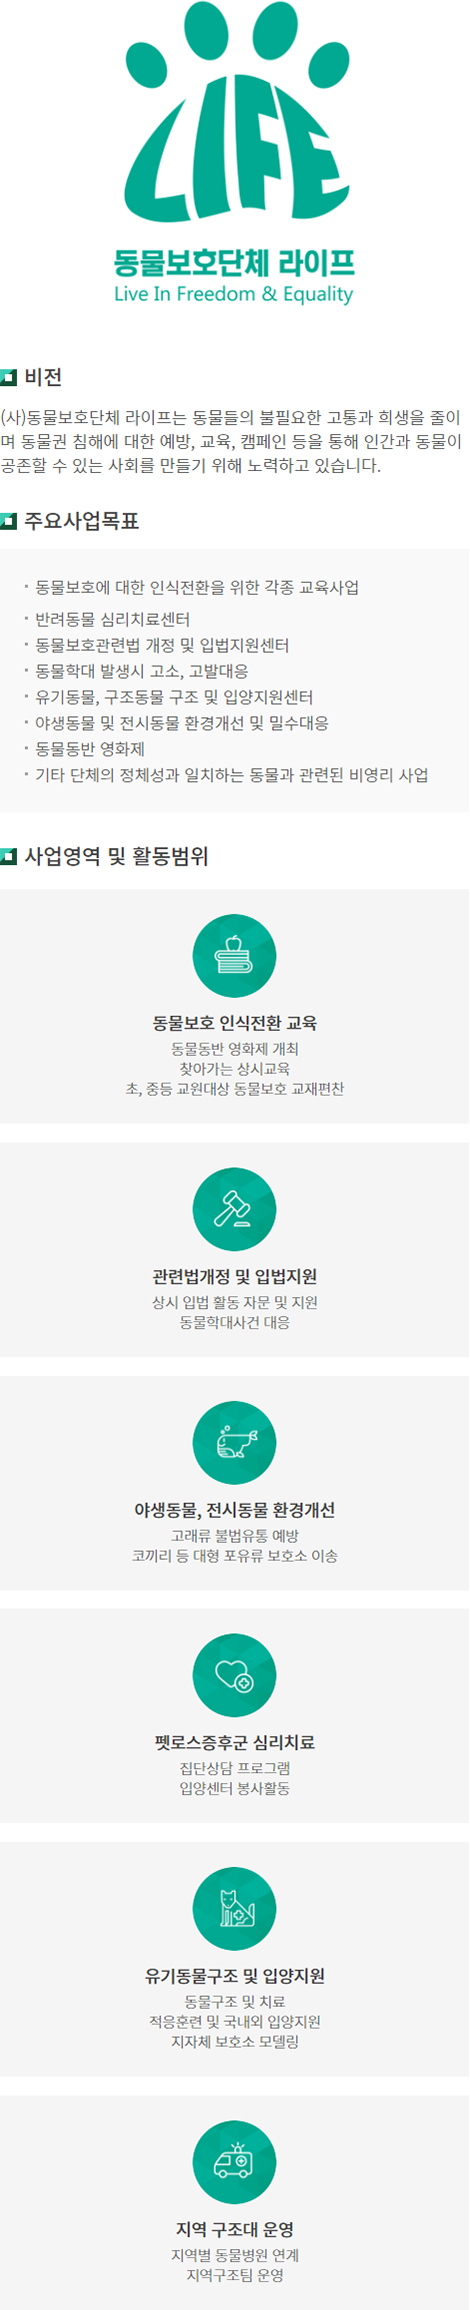 LIFE
동물보호단체 라이프
Live In Freedom & Equality
비전
(사)동물보호단체 라이프는 동물들의 불필요한 고통과 희생을 줄이
며 동물권 침해에 대한 예방, 교육, 캠페인 등을 통해 인간과 동물이
공존할 수 있는 사회를 만들기 위해 노력하고 있습니다.
주요사업목표
· 동물보호에 대한 인식전환을 위한 각종 교육사업
· 반려동물 심리치료센터
· 동물보호관련법 개정 및 입법지원센터
· 동물학대 발생시 고소, 고발대응
· 유기동물, 구조동물 구조 및 입양지원센터
· 야생동물 및 전시동물 환경개선 및 밀수대응
· 동물동반 영화제
· 기타 단체의 정체성과 일치하는 동물과 관련된 비영리 사업
사업영역 및 활동범위
동물보호 인식전환 교육
동물동반 영화제 개최
찾아가는 상시교육
초, 중등 교원대상 동물보호 교재편찬
관련법개정 및 입법지원
상시 입법 활동 자문 및 지원
동물학대사건 대응
야생동물, 전시동물 환경개선
고래류 불법유통 예방
코끼리 등 대형 포유류 보호소 이송
펫로스증후군 심리치료
집단상담 프로그램
입양센터 봉사활동
유기동물구조 및 입양지원
동물구조 및 치료
적응훈련 및 국내외 입양지원
지자체 보호소 모델링
지역 구조대 운영
지역별 동물병원 연계
지역구조팀 운영